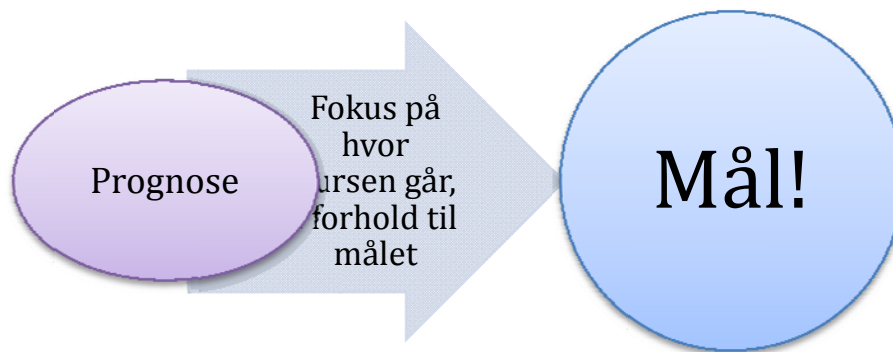 Prognose
Fokus på
hvor
ursen går,
forhold til
målet
Mål!